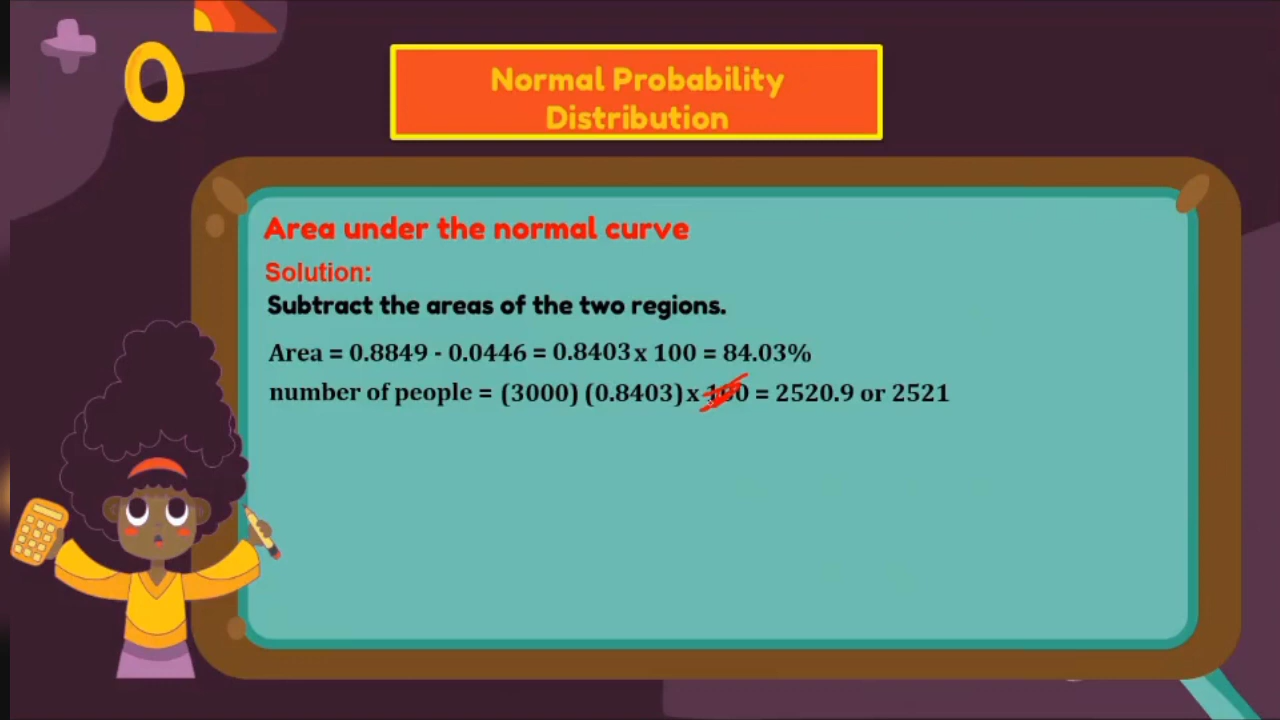 0
Normal Probability
Distribution
Area under the normal curve
Solution:
Subtract the areas of the two regions.
Area = 0.8849 - 0.0446 = 0.8403 x 100 = 84.03%
number of people = (3000) (0.8403) x 100 = 2520.9 or 2521